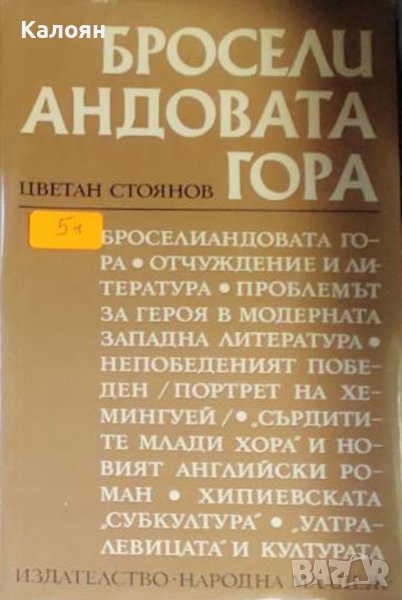 Калоян
БРОСЕЛИ
АНДОВАТА
ГОРА
ЦВЕТАН СТОЯНОВ
5л
БРОСЕЛИАНДОВАТА ГО-
РА • ОТЧУЖДЕНИЕ И ЛИ-
ТЕРАТУРА • ПРОБЛЕМЪТ
ЗА ГЕРОЯ В МОДЕРНАТА
ЗАПАДНА ЛИТЕРАТУРА •
НЕПОБЕДЕНИЯТ ПОБЕ-
ДЕН /ПОРТРЕТ НА ХЕ-
МИНГУЕЙ/ • „СЪРДИТИ-
ТЕ МЛАДИ ХОРА" И НО-
ВИЯТ АНГЛИЙСКИ РО-
МАН • ХИПИЕВСКАТА
„СУБКУЛТУРА" • „УЛТРА-
ЛЕВИЦАТА" И КУЛТУРАТА
ИЗДАТЕЛСТВО · НАРОДНА
bazar